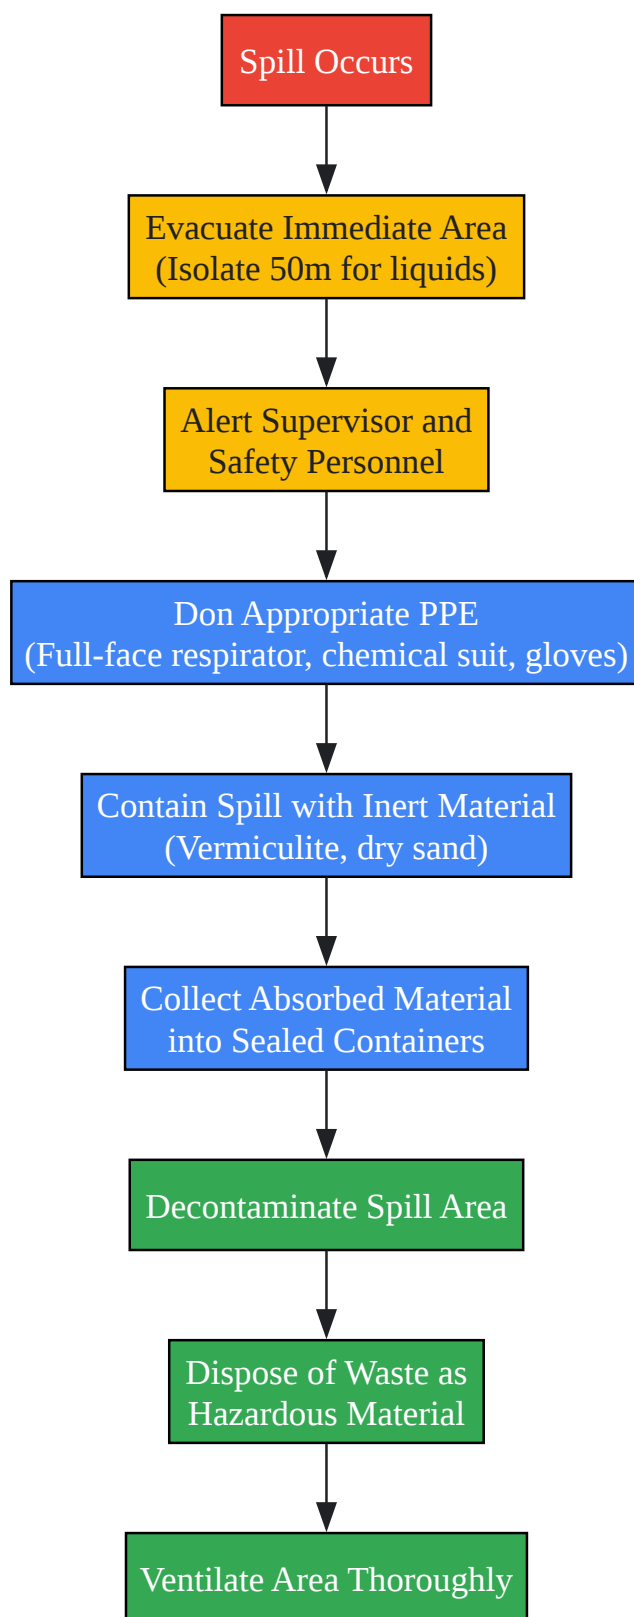 Spill Occurs
Evacuate Immediate Area
(Isolate 50m for liquids)
Alert Supervisor and
Safety Personnel
Don Appropriate PPE
(Full-face respirator, chemical suit, gloves)
Contain Spill with Inert Material
(Vermiculite, dry sand)
Collect Absorbed Material
into Sealed Containers
Decontaminate Spill Area
Dispose of Waste as
Hazardous Material
Ventilate Area Thoroughly